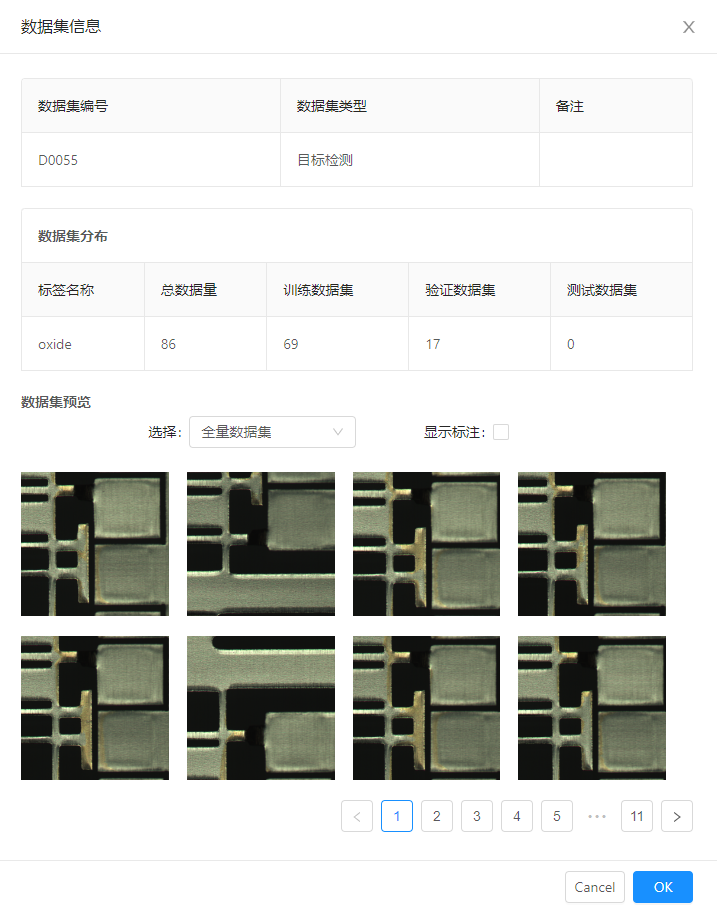 数据集信息
数据集编号 数据集类型 备注
D0055 目标检测
数据集分布
标签名称 总数据量 训练数据集 验证数据集 测试数据集
oxide 86 69 17 0
数据集预览
选择: 全量数据集 显示标注:
1 2 3 4 5 ••• 11
Cancel OK